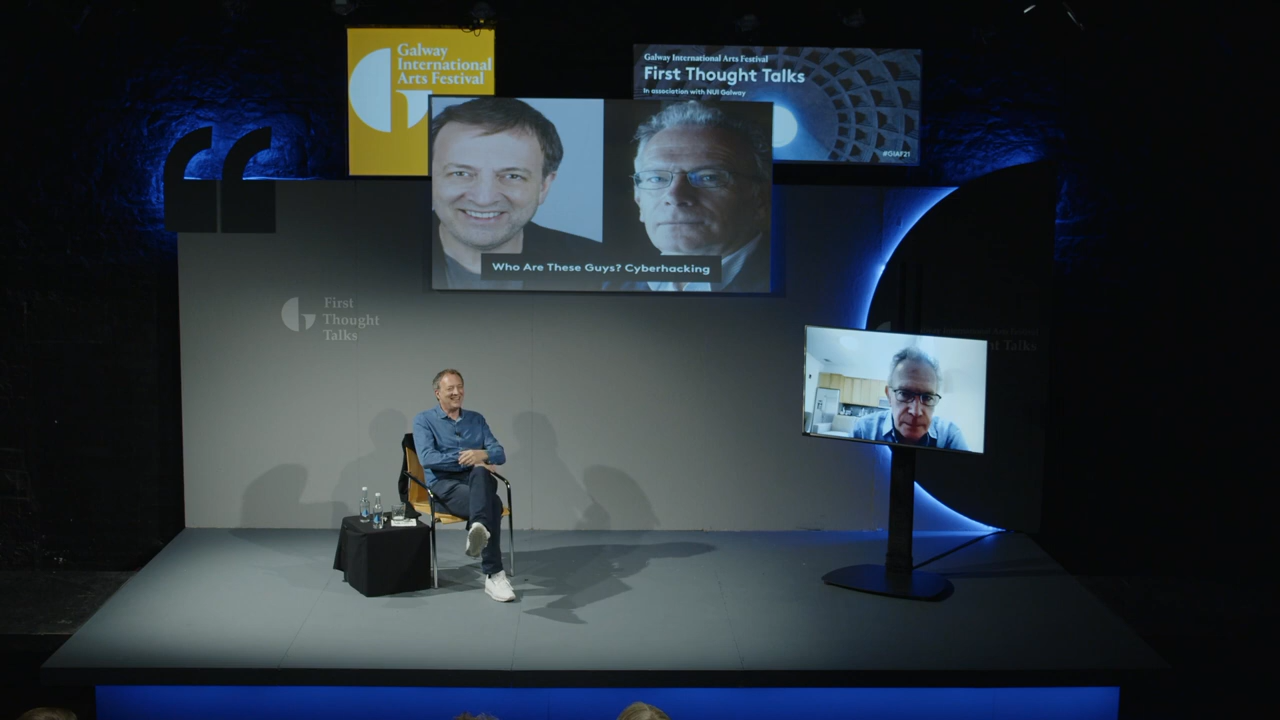 Galway
International
Arts Festival
Galway International Arts Festival
First Thought Talks
In association with NUI Galway
#GIAF21
Who Are These Guys? Cyberhacking
First
Thought
Talks
Talks